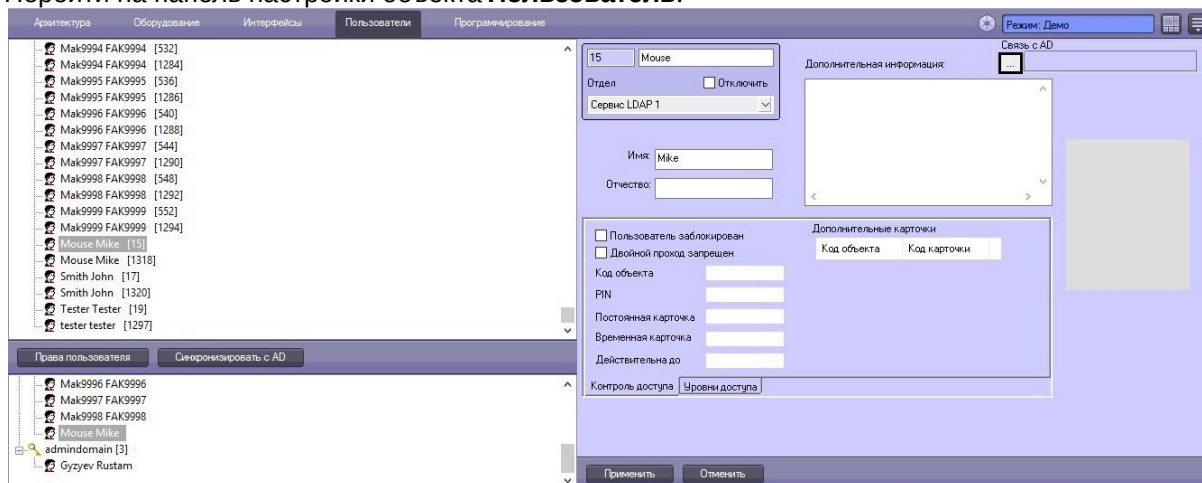 Перейти на панель настройки объекта Пользователь.
Архитектура Оборудование Интерфейсы Пользователи Программирование Режим: Демо
Mak9994 FAK9994 [532]
Mak9994 FAK9994 [1284]
Mak9995 FAK9995 [536]
Mak9995 FAK9995 [1286]
Mak9996 FAK9996 [540]
Mak9996 FAK9996 [1288]
Mak9997 FAK9997 [544]
Mak9997 FAK9997 [1290]
Mak9998 FAK9998 [548]
Mak9998 FAK9998 [1292]
Mak9999 FAK9999 [552]
Mak9999 FAK9999 [1294]
Mouse Mike [15]
Mouse Mike [1318]
Smith John [17]
Smith John [1320]
Tester Tester [19]
tester tester [1297]
Права пользователя Синхронизировать с AD
Mak9996 FAK9996
Mak9997 FAK9997
Mak9998 FAK9998
Mouse Mike
admindomain [3]
Gyzyev Rustam
15 Mouse
Отдел Отключить
Сервис LDAP 1
Имя: Mike
Отчество:
Дополнительная информация:
Связь с AD
...
Пользователь заблокирован
Двойной проход запрещен
Код объекта
PIN
Постоянная карточка
Временная карточка
Действительна до
Дополнительные карточки
Код объекта Код карточки
Контроль доступа Уровни доступа
Применить Отменить